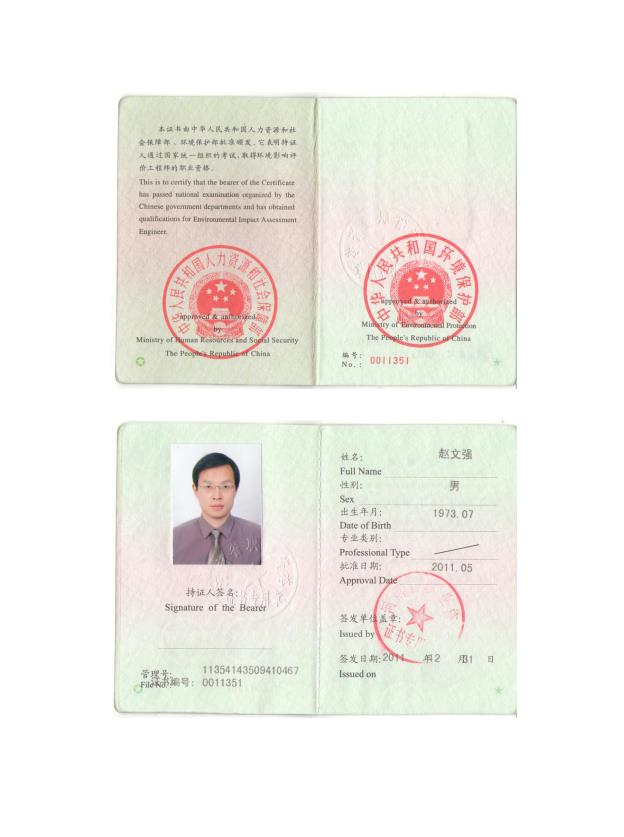 本证书由中华人民共和国人力资源和社
会保障部、环境保护部批准颁发。它表明持证
人通过国家统一组织的考试，取得环境影响评
价工程师的职业资格。
This is to certify that the bearer of the Certificate
has passed national examination organized by the
Chinese government departments and has obtained
qualifications for Environmental Impact Assessment
Engineer.
中华人民共和国人力资源和社会保障部
approved & authorized
by
Ministry of Human Resources and Social Security
The People's Republic of China
中华人民共和国环境保护部
approved & authorized
by
Ministry of Environmental Protection
The People's Republic of China
编号: 0011351
No. :
持证人签名:
Signature of the Bearer
管理号: 11354143509410467
File No.: 证书编号: 0011351
姓名: 赵文强
Full Name
性别: 男
Sex
出生年月: 1973.07
Date of Birth
专业类别:
Professional Type
批准日期: 2011.05
Approval Date
签发单位盖章:
Issued by
证书专用
签发日期: 2011 年 12 月 31 日
Issued on